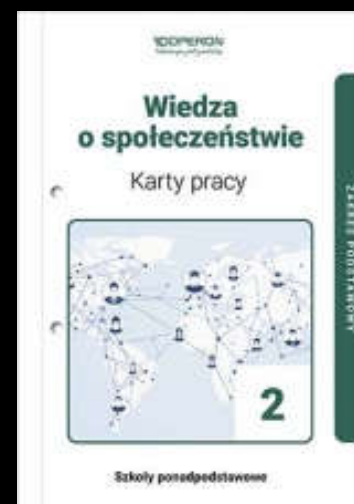 OPERON
Wiedza
o społeczeństwie
Karty pracy
ZAKRES PODSTAWOWY
2
Szkoły ponadpodstawowe